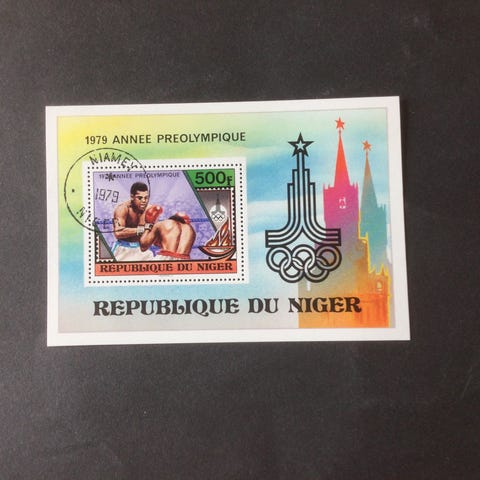 1979 ANNEE PREOLYMPIQUE
NIAMEY
1979
1979 ANNEE PREOLYMPIQUE
500F
REPUBLIQUE DU NIGER
REPUBLIQUE DU NIGER